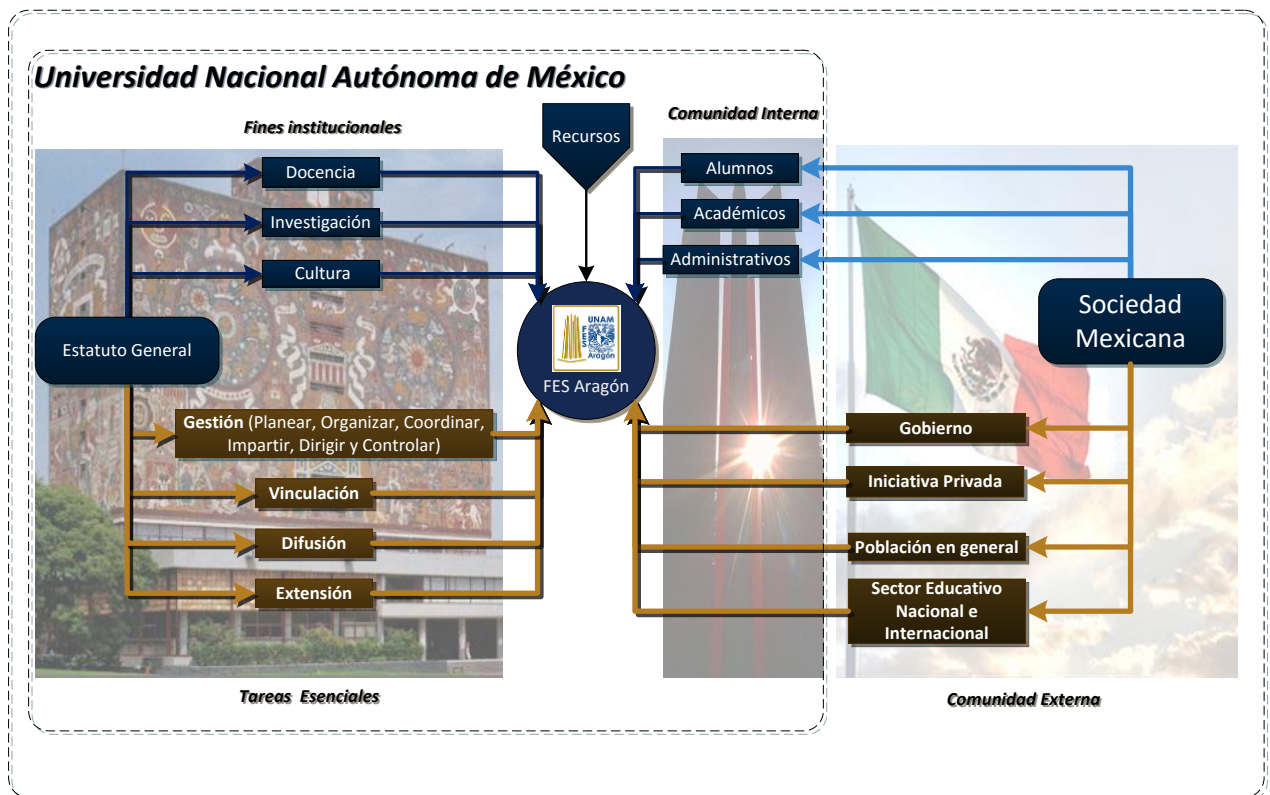 Universidad Nacional Autónoma de México
Fines institucionales
Recursos
Comunidad Interna
Docencia
Investigación
Cultura
Alumnos
Académicos
Administrativos
Estatuto General
UNAM
FES
Aragón
FES Aragón
Sociedad
Mexicana
Gestión (Planear, Organizar, Coordinar,
Impartir, Dirigir y Controlar)
Vinculación
Difusión
Extensión
Gobierno
Iniciativa Privada
Población en general
Sector Educativo
Nacional e
Internacional
Tareas Esenciales
Comunidad Externa